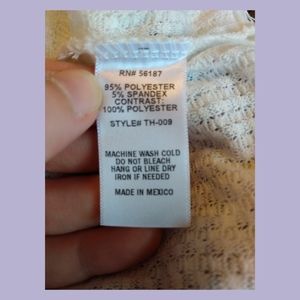 RN# 56187
95% POLYESTER
5% SPANDEX
CONTRAST:
100% POLYESTER
STYLE# TH-009
MACHINE WASH COLD
DO NOT BLEACH
HANG OR LINE DRY
IRON IF NEEDED
MADE IN MEXICO